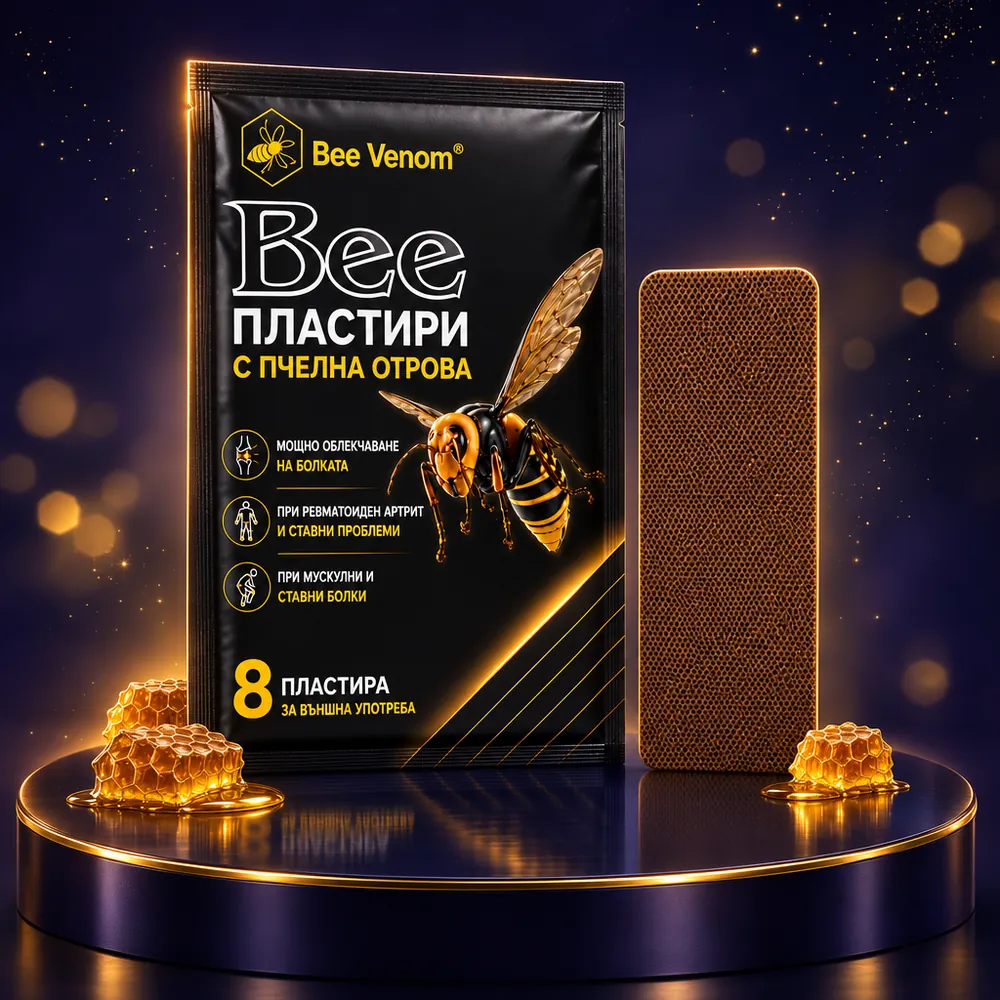 Bee Venom®
Bee
ПЛАСТИРИ
С ПЧЕЛНА ОТРОВА
МОЩНО ОБЛЕКЧАВАНЕ
НА БОЛКАТА
ПРИ РЕВМАТОИДЕН АРТРИТ
И СТАВНИ ПРОБЛЕМИ
ПРИ МУСКУЛНИ И
СТАВНИ БОЛКИ
8 ПЛАСТИРА
ЗА ВЪНШНА УПОТРЕБА